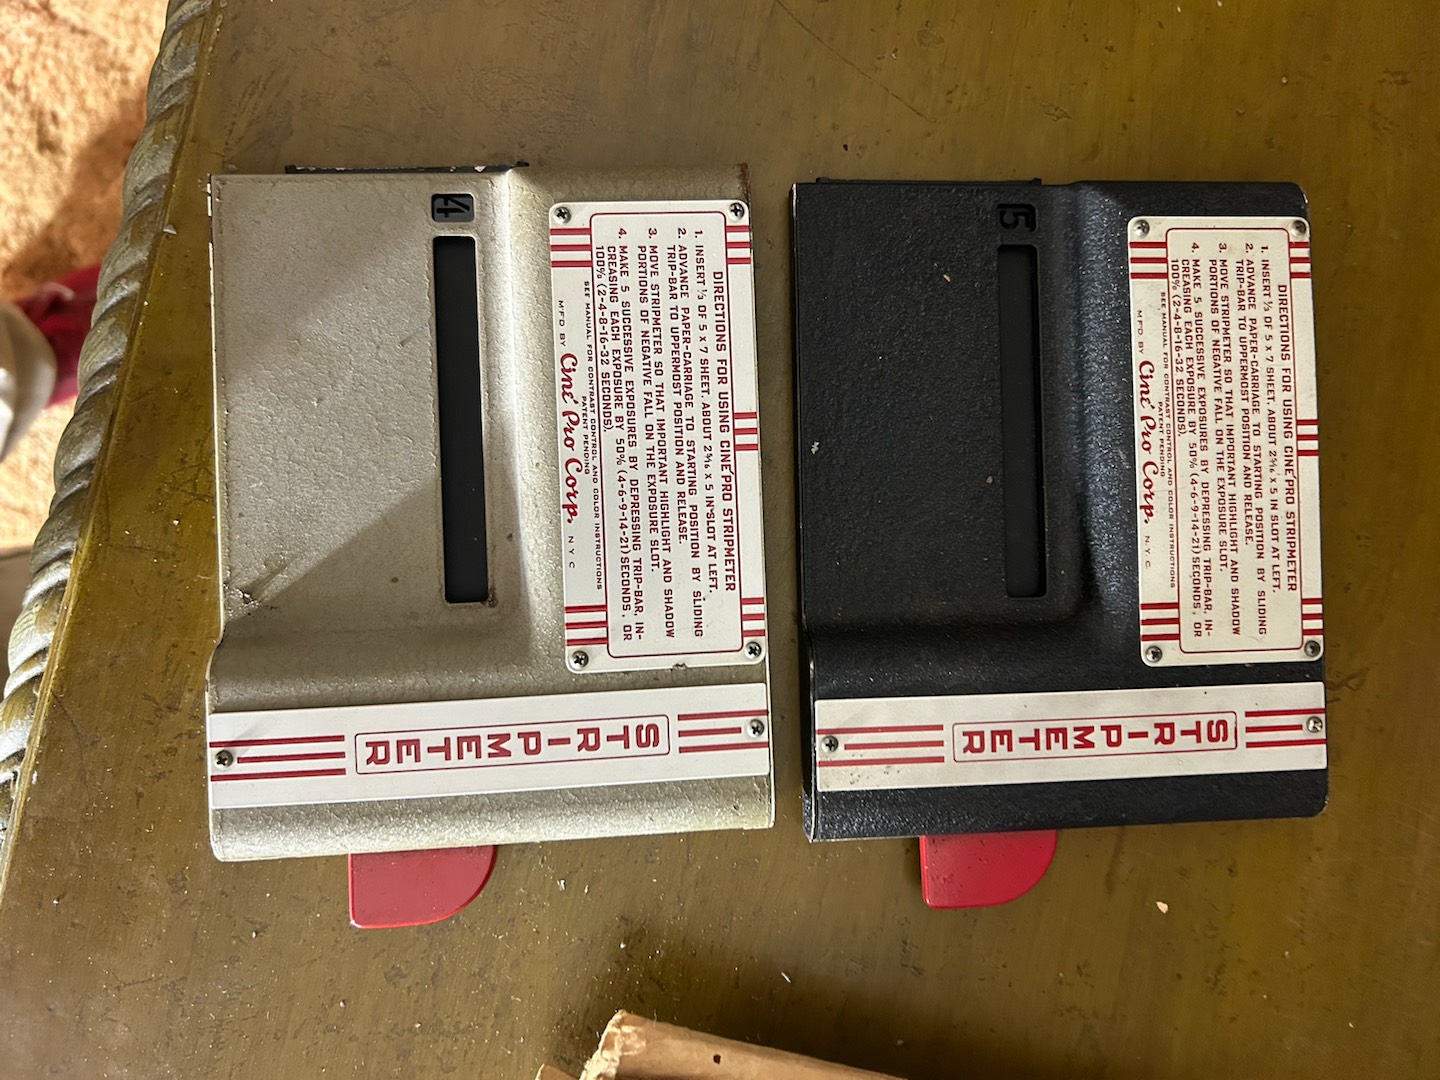 4
DIRECTIONS FOR USING CINÉ PRO STRIPMETER
1. INSERT ⅓ OF 5 x 7 SHEET. ABOUT 2⁵⁄₁₆ x 5 IN. SLOT AT LEFT.
2. ADVANCE PAPER-CARRIAGE TO STARTING POSITION BY SLIDING
TRIP-BAR TO UPPERMOST POSITION AND RELEASE.
3. MOVE STRIPMETER SO THAT IMPORTANT HIGHLIGHT AND SHADOW
PORTIONS OF NEGATIVE FALL ON THE EXPOSURE SLOT.
4. MAKE 5 SUCCESSIVE EXPOSURES BY DEPRESSING TRIP-BAR, IN-
CREASING EACH EXPOSURE BY 50% (4-6-9-14-21) SECONDS, OR
100% (2-4-8-16-32 SECONDS).
SEE MANUAL FOR CONTRAST CONTROL AND COLOR INSTRUCTIONS
PATENT PENDING
MF'D BY Ciné Pro Corp. N.Y.C
STRIPMETER
5
DIRECTIONS FOR USING CINÉ PRO STRIPMETER
1. INSERT ⅓ OF 5 x 7 SHEET. ABOUT 2⁵⁄₁₆ x 5 IN SLOT AT LEFT.
2. ADVANCE PAPER-CARRIAGE TO STARTING POSITION BY SLIDING
TRIP-BAR TO UPPERMOST POSITION AND RELEASE.
3. MOVE STRIPMETER SO THAT IMPORTANT HIGHLIGHT AND SHADOW
PORTIONS OF NEGATIVE FALL ON THE EXPOSURE SLOT.
4. MAKE 5 SUCCESSIVE EXPOSURES BY DEPRESSING TRIP-BAR, IN-
CREASING EACH EXPOSURE BY 50% (4-6-9-14-21) SECONDS, OR
100% (2-4-8-16-32 SECONDS).
SEE MANUAL FOR CONTRAST CONTROL AND COLOR INSTRUCTIONS
PATENT PENDING
MF'D BY Ciné Pro Corp. N.Y.C.
STRIPMETER